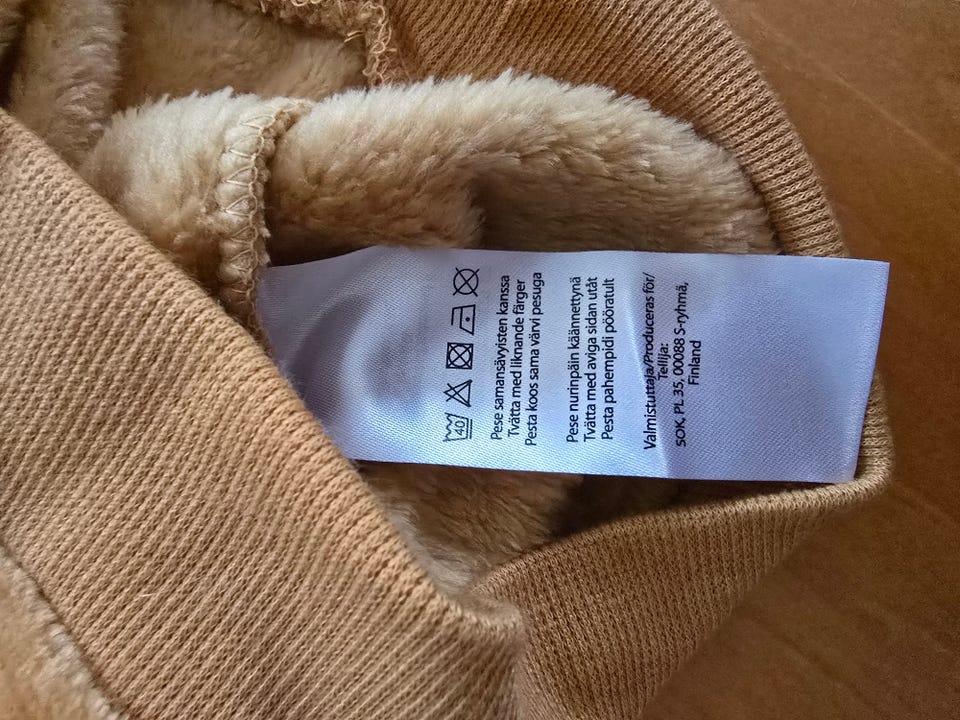 40
Pese samansävyisten kanssa
Tvätta med liknande färger
Pesta koos sama värvi pesuga
Pese nurinpäin käännettynä
Tvätta med aviga sidan utåt
Pesta pahempidi pööratult
Valmistuttaja/Produceras för/
Tellija:
SOK, PL 35, 00088 S-ryhmä,
Finland